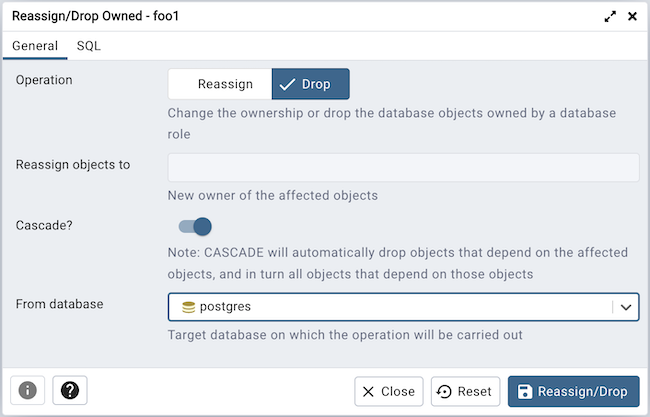 Reassign/Drop Owned - foo1
General SQL
Operation
Reassign Drop
Change the ownership or drop the database objects owned by a database
role
Reassign objects to
New owner of the affected objects
Cascade?
Note: CASCADE will automatically drop objects that depend on the affected
objects, and in turn all objects that depend on those objects
From database
postgres
Target database on which the operation will be carried out
Close Reset Reassign/Drop